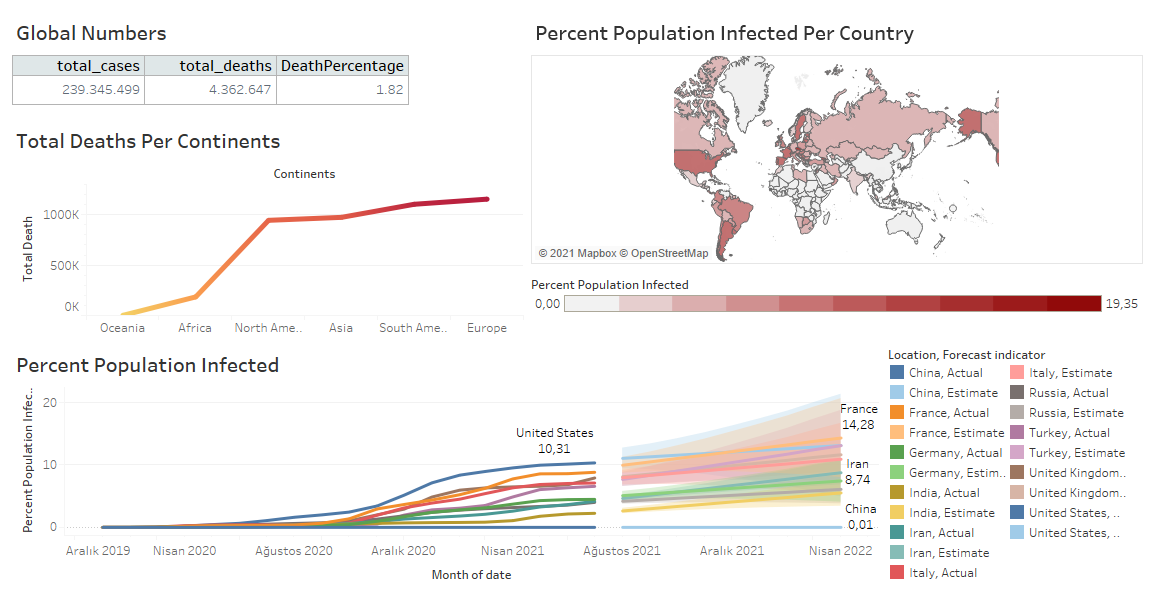 Global Numbers
total_cases total_deaths DeathPercentage
239.345.499 4.362.647 1.82
Total Deaths Per Continents
Continents
Total Death
1000K
500K
0K
Oceania Africa North Ame.. Asia South Ame.. Europe
Percent Population Infected Per Country
© 2021 Mapbox © OpenStreetMap
Percent Population Infected
0,00 19,35
Percent Population Infected
Percent Population Infec..
20
10
0
United States
10,31
France
14,28
Iran
8,74
China
0,01
Aralık 2019 Nisan 2020 Ağustos 2020 Aralık 2020 Nisan 2021 Ağustos 2021 Aralık 2021 Nisan 2022
Month of date
Location, Forecast indicator
China, Actual
China, Estimate
France, Actual
France, Estimate
Germany, Actual
Germany, Estim..
India, Actual
India, Estimate
Iran, Actual
Iran, Estimate
Italy, Actual
Italy, Estimate
Russia, Actual
Russia, Estimate
Turkey, Actual
Turkey, Estimate
United Kingdom..
United Kingdom..
United States, ..
United States, ..